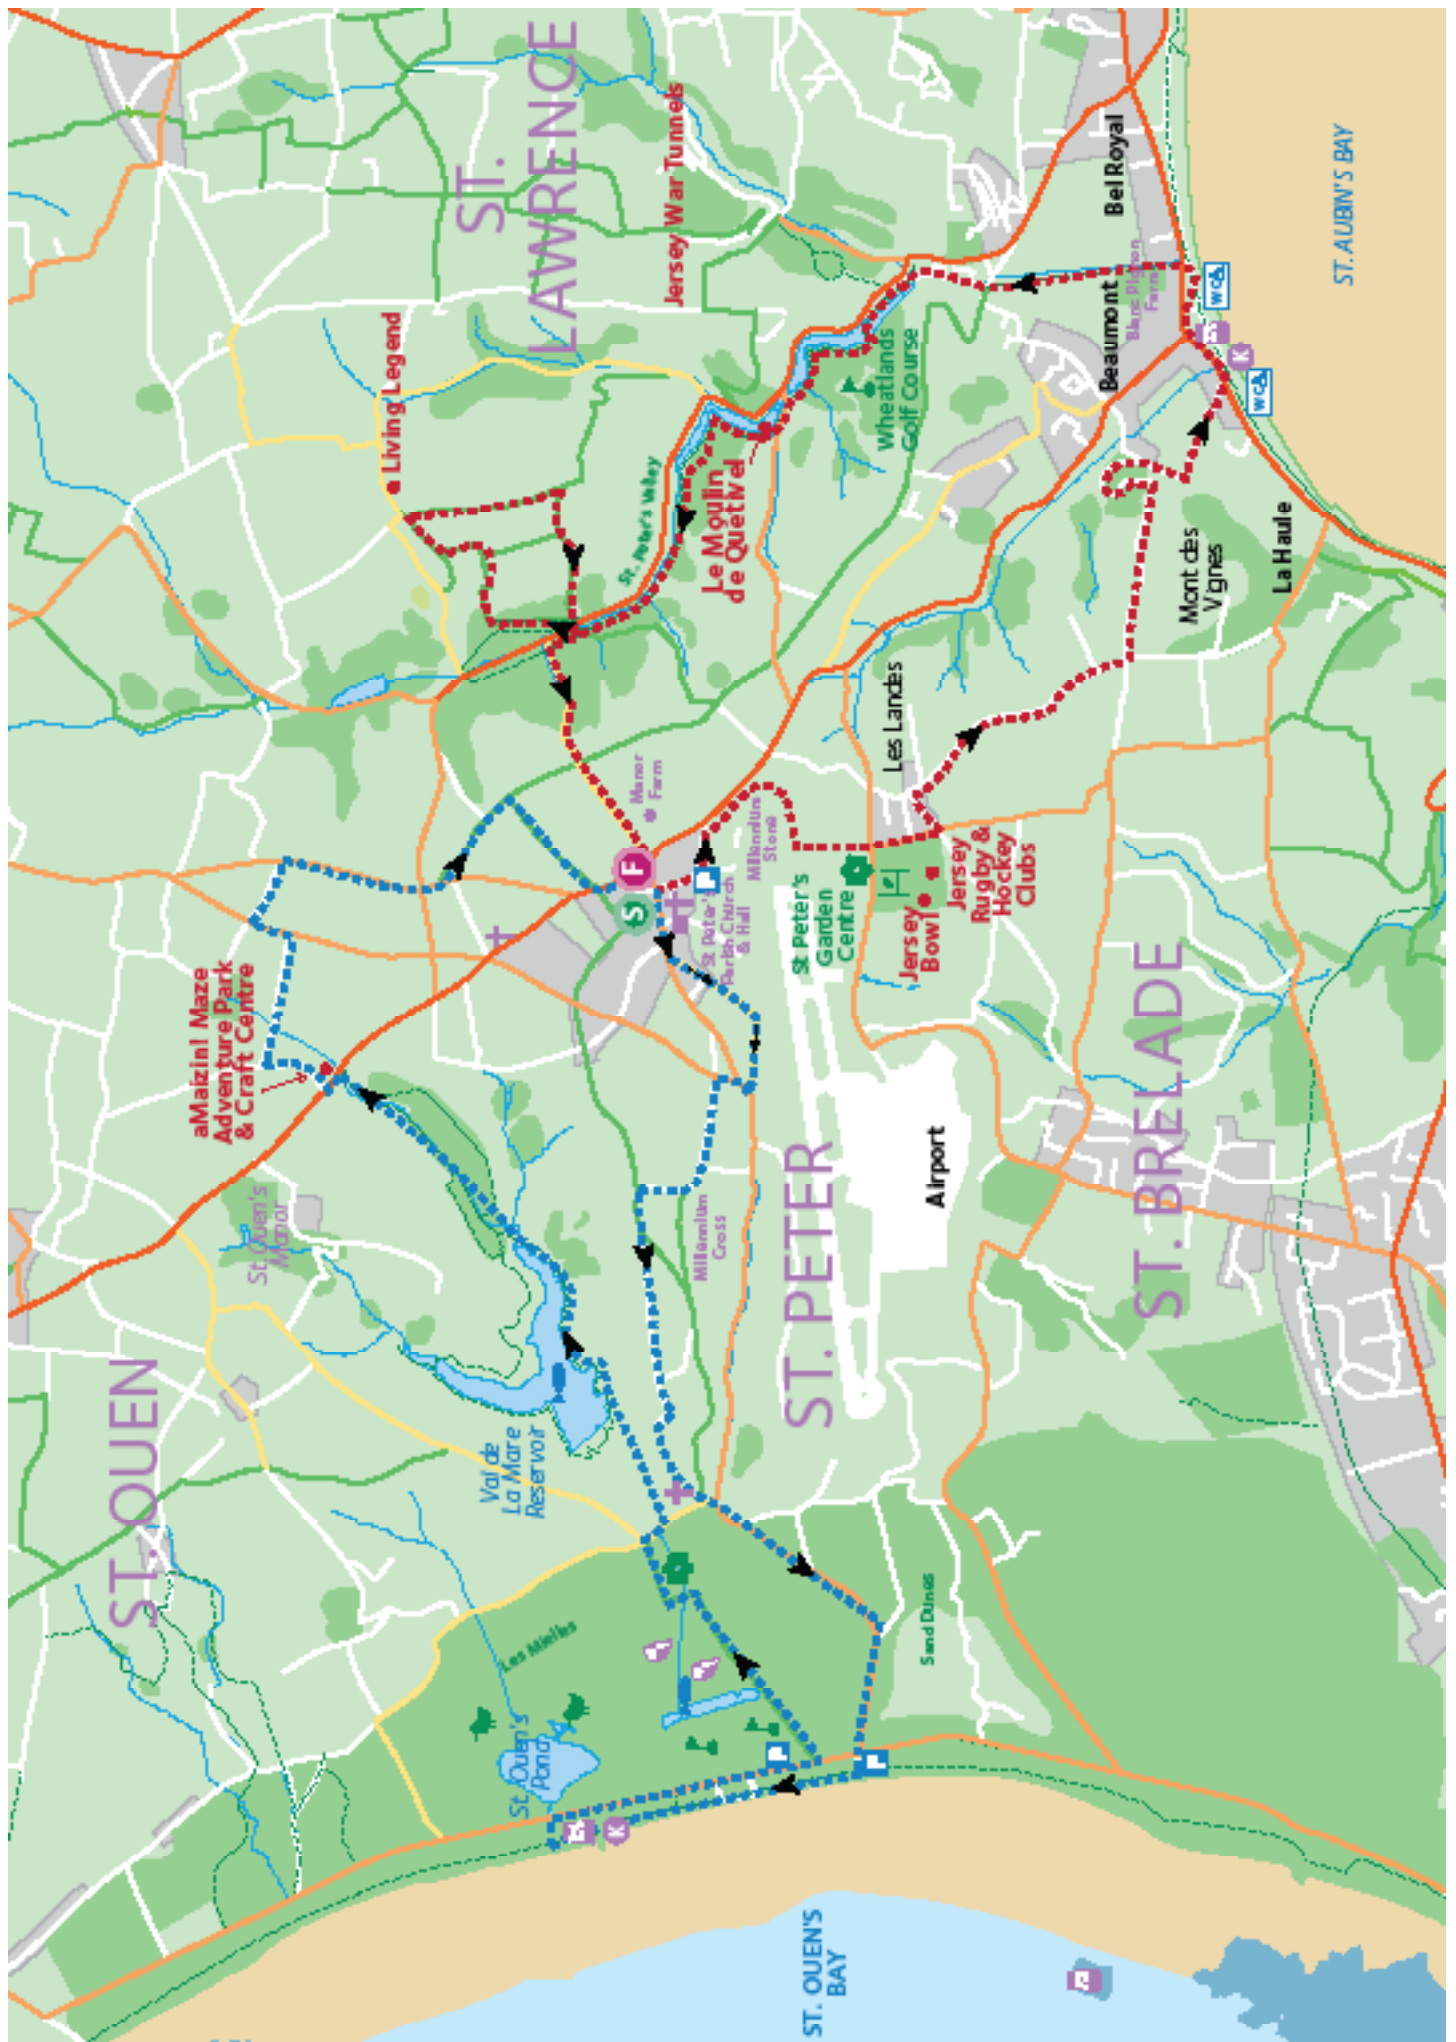 ST. OUEN'S
BAY
St. Ouen's
Pond
Les Mielles
Sand Dunes
ST. OUEN
Val de
La Mare
Reservoir
ST. PETER
St. Ouen's
Manor
Millennium
Cross
Airport
ST. BRELADE
aMaizin! Maze
Adventure Park
& Craft Centre
S
F
P
P
P
K
St Peter's
Parish Church
& Hall
Millennium
Stone
Manor
Farm
St Peter's
Garden
Centre
Jersey
Bowl
Jersey
Rugby &
Hockey
Clubs
Les Landes
Mont des
Vignes
La Haule
Living Legend
St. Peter's Valley
Le Moulin
de Quetivel
Wheatlands
Golf Course
Beaumont
Blanc Pignon
Farm
WC
WC
K
Bel Royal
Jersey War Tunnels
ST.
LAWRENCE
ST. AUBIN'S BAY